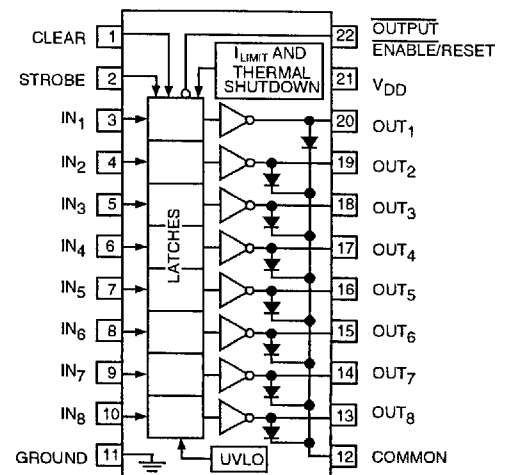 CLEAR 1
STROBE 2
IN1 3
IN2 4
IN3 5
IN4 6
IN5 7
IN6 8
IN7 9
IN8 10
GROUND 11
LATCHES
ILIMIT AND
THERMAL
SHUTDOWN
UVLO
22 OUTPUT
ENABLE/RESET
21 VDD
20 OUT1
19 OUT2
18 OUT3
17 OUT4
16 OUT5
15 OUT6
14 OUT7
13 OUT8
12 COMMON